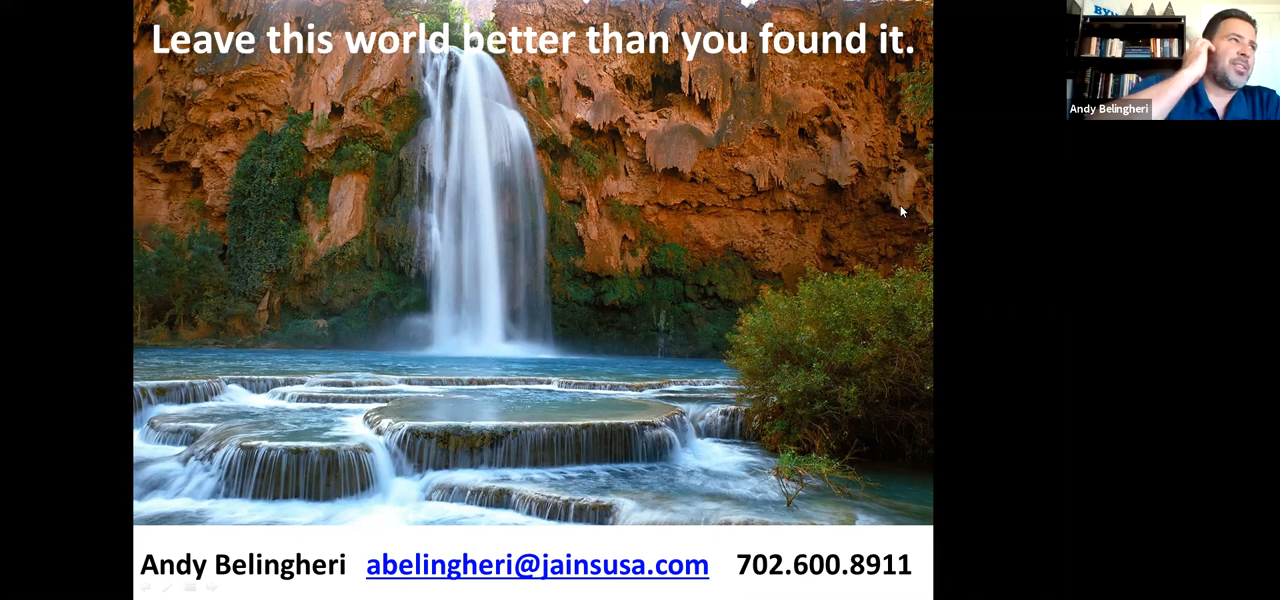 Leave this world better than you found it.
Andy Belingheri
Andy Belingheri abelingheri@jainsusa.com 702.600.8911